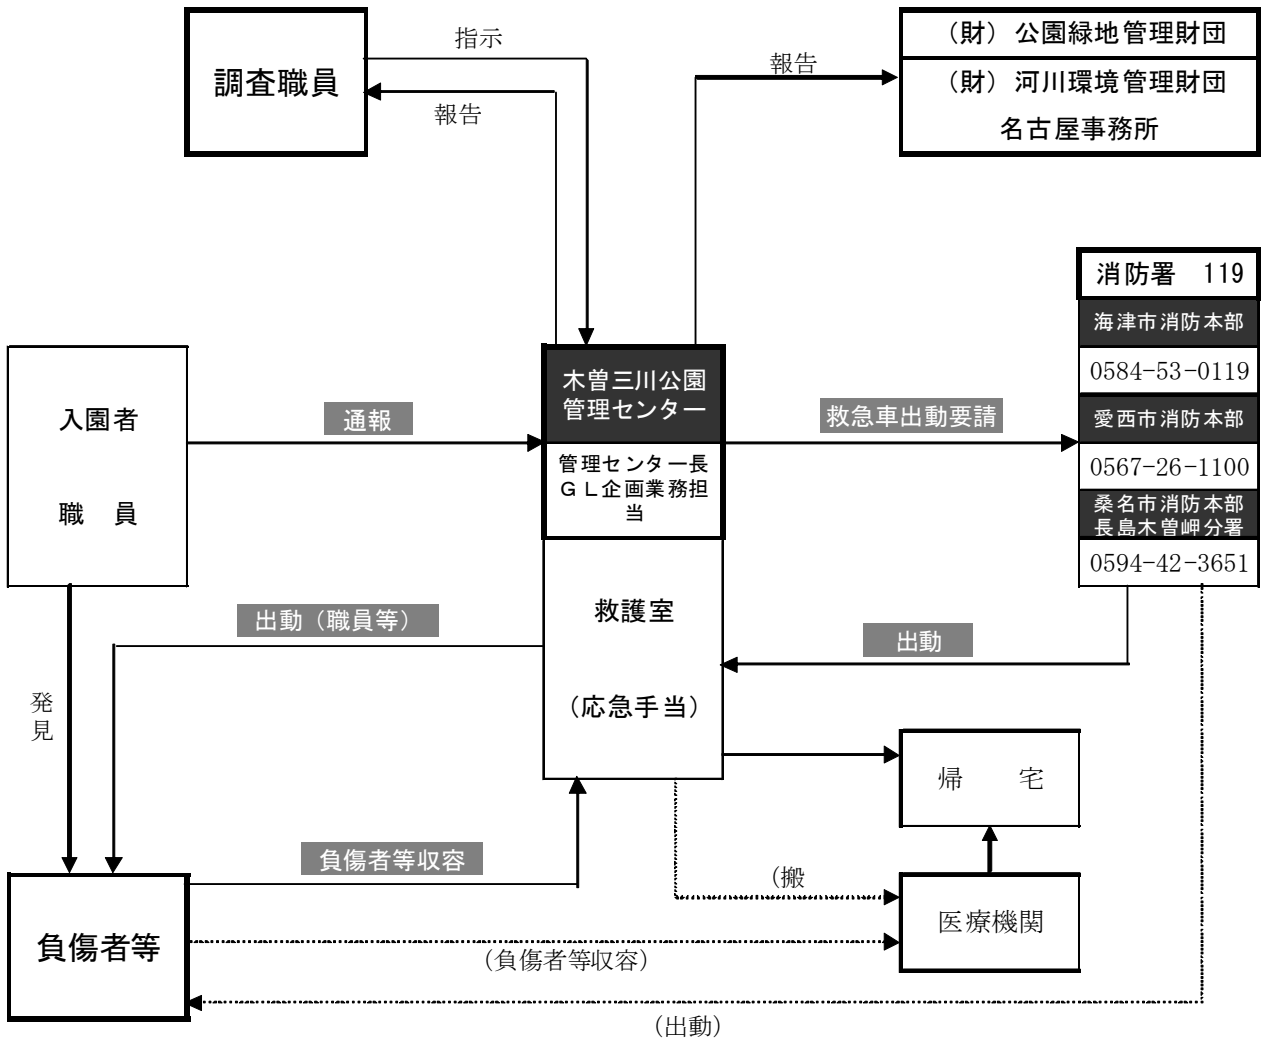 調査職員
指示
報告
報告
（財）公園緑地管理財団
（財）河川環境管理財団
名古屋事務所
消防署　119
海津市消防本部
0584-53-0119
愛西市消防本部
0567-26-1100
桑名市消防本部
長島木曽岬分署
0594-42-3651
入園者
職　員
通報
木曽三川公園
管理センター
管理センター長
ＧＬ企画業務担
当
救急車出動要請
救護室
（応急手当）
出動（職員等）
出動
発
見
帰　宅
負傷者等収容
（搬
医療機関
負傷者等
（負傷者等収容）
（出動）